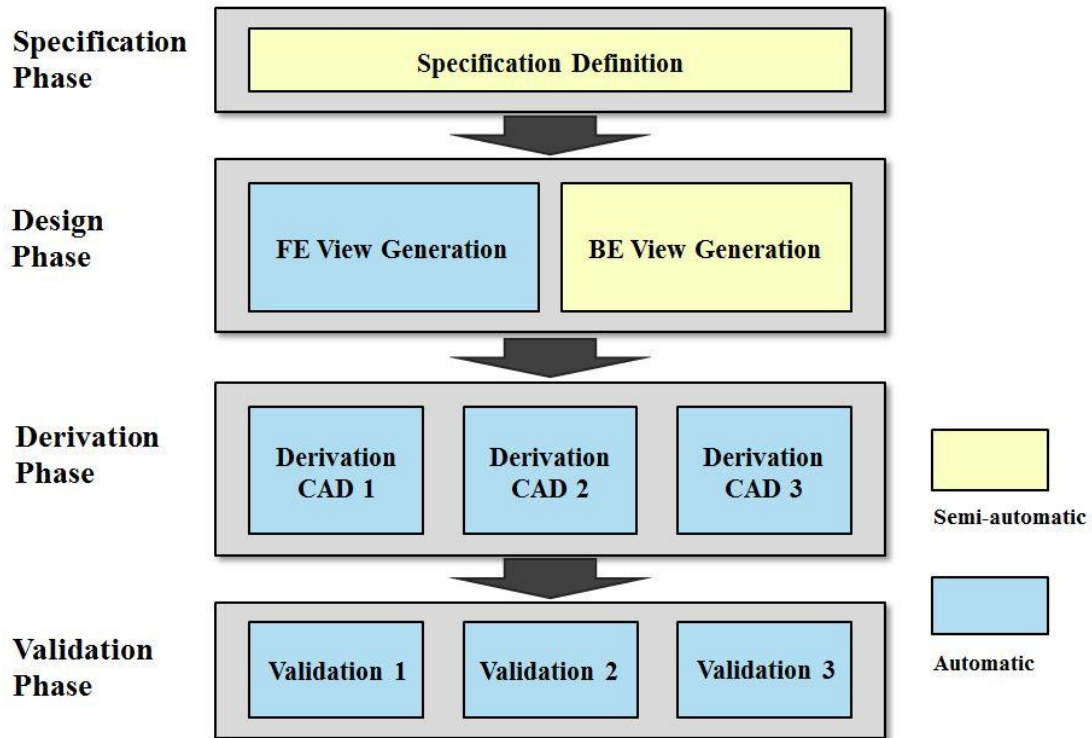 Specification
Phase
Specification Definition
Design
Phase
FE View Generation
BE View Generation
Derivation
Phase
Derivation
CAD 1
Derivation
CAD 2
Derivation
CAD 3
Semi-automatic
Validation
Phase
Validation 1
Validation 2
Validation 3
Automatic